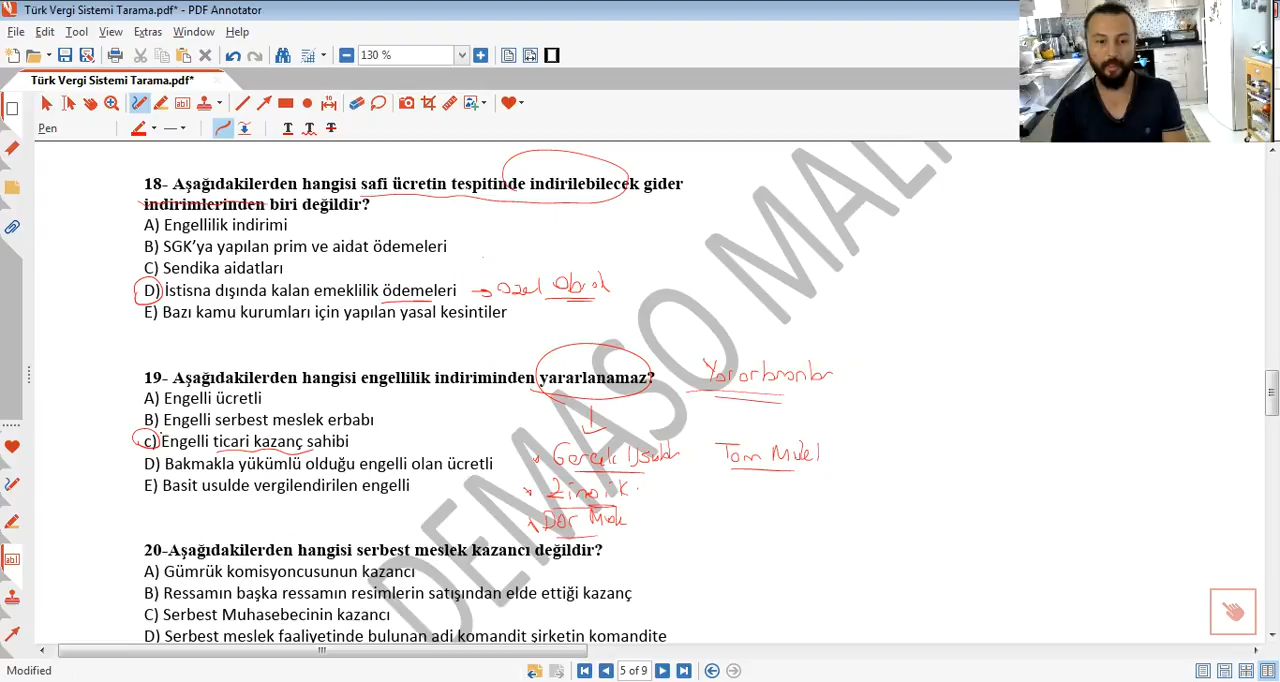 Türk Vergi Sistemi Tarama.pdf* - PDF Annotator
File Edit Tool View Extras Window Help
130 %
Türk Vergi Sistemi Tarama.pdf*
Pen
18- Aşağıdakilerden hangisi safi ücretin tespitinde indirilebilecek gider
indirimlerinden biri değildir?
A) Engellilik indirimi
B) SGK'ya yapılan prim ve aidat ödemeleri
C) Sendika aidatları
D) İstisna dışında kalan emeklilik ödemeleri
Özel
E) Bazı kamu kurumları için yapılan yasal kesintiler
19- Aşağıdakilerden hangisi engellilik indiriminden yararlanamaz?
Yararlananlar
A) Engelli ücretli
B) Engelli serbest meslek erbabı
c) Engelli ticari kazanç sahibi
Gerçek Usul
Tam Mük
D) Bakmakla yükümlü olduğu engelli olan ücretli
E) Basit usulde vergilendirilen engelli
Zirai
Dar Mük
20-Aşağıdakilerden hangisi serbest meslek kazancı değildir?
A) Gümrük komisyoncusunun kazancı
B) Ressamın başka ressamın resimlerin satışından elde ettiği kazanç
C) Serbest Muhasebecinin kazancı
D) Serbest meslek faaliyetinde bulunan adi komandit şirketin komandite
DEMASO MAL
Modified
5 of 9